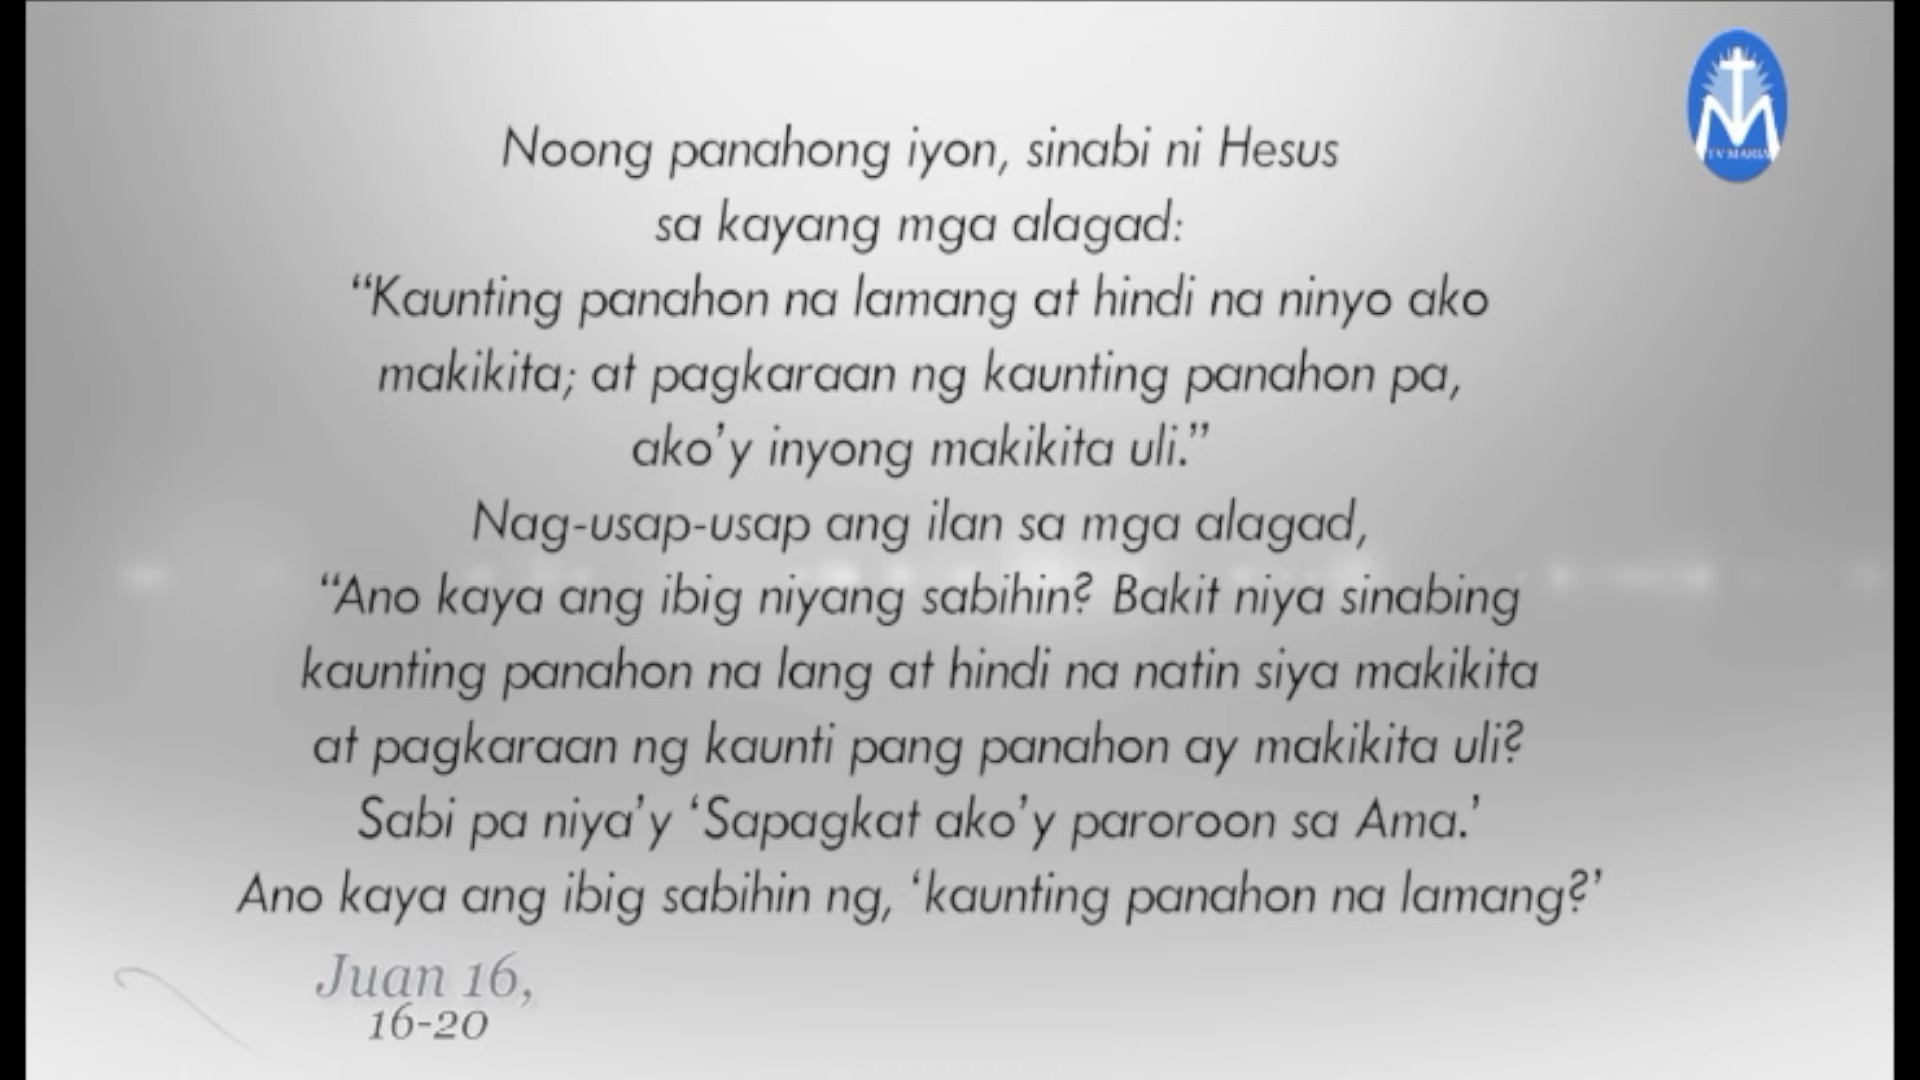 Noong panahong iyon, sinabi ni Hesus
sa kayang mga alagad:
“Kaunting panahon na lamang at hindi na ninyo ako
makikita; at pagkaraan ng kaunting panahon pa,
ako’y inyong makikita uli.”
Nag-usap-usap ang ilan sa mga alagad,
“Ano kaya ang ibig niyang sabihin? Bakit niya sinabing
kaunting panahon na lang at hindi na natin siya makikita
at pagkaraan ng kaunti pang panahon ay makikita uli?
Sabi pa niya’y ‘Sapagkat ako’y paroroon sa Ama.’
Ano kaya ang ibig sabihin ng, ‘kaunting panahon na lamang?’
Juan 16,
16-20
TV MARIA